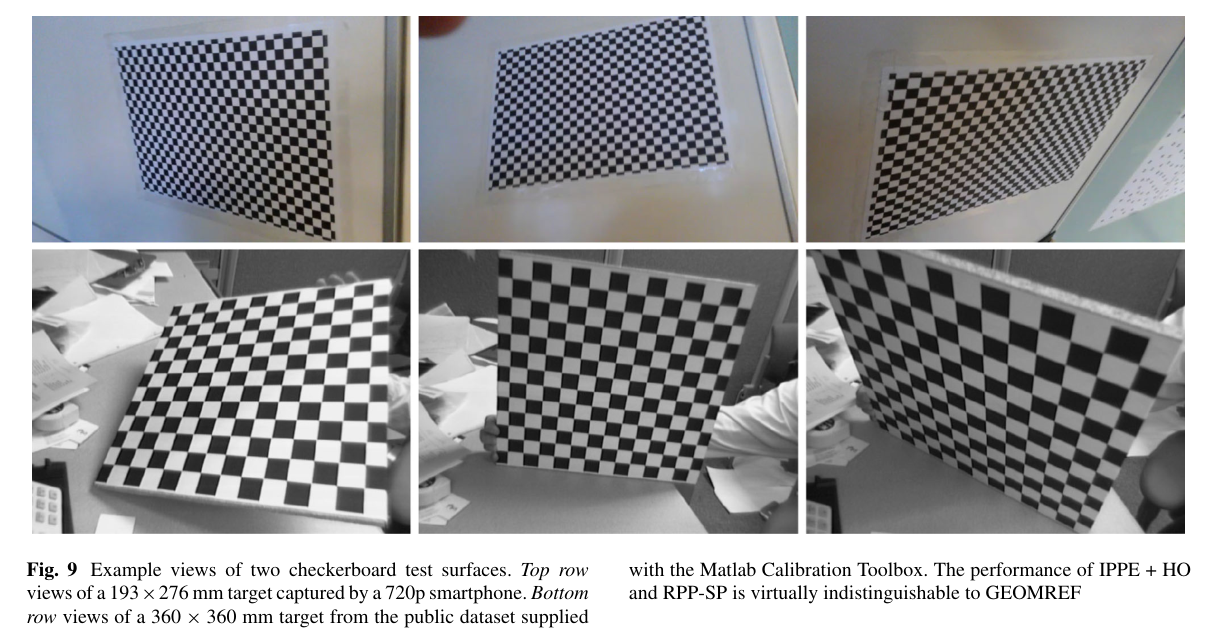 Fig. 9 Example views of two checkerboard test surfaces. Top row
views of a 193 × 276 mm target captured by a 720p smartphone. Bottom
row views of a 360 × 360 mm target from the public dataset supplied
with the Matlab Calibration Toolbox. The performance of IPPE + HO
and RPP-SP is virtually indistinguishable to GEOMREF